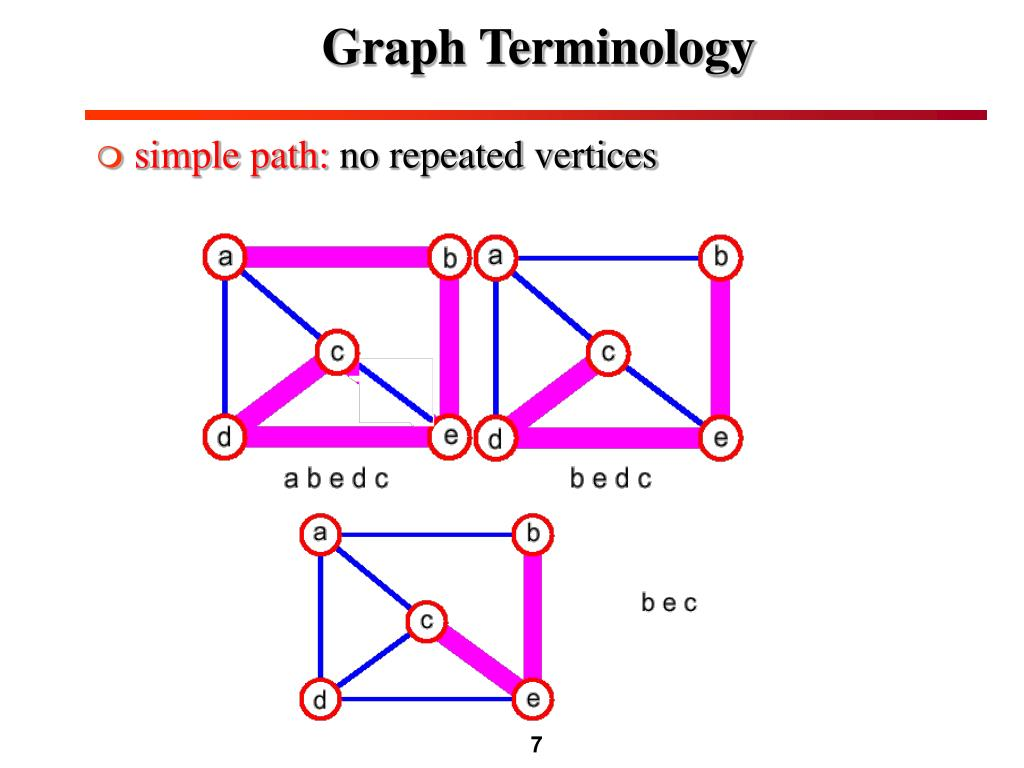 Graph Terminology
simple path: no repeated vertices
a b a b
c c
d e d e
a b e d c b e d c
a b
c
b e c
d e
7